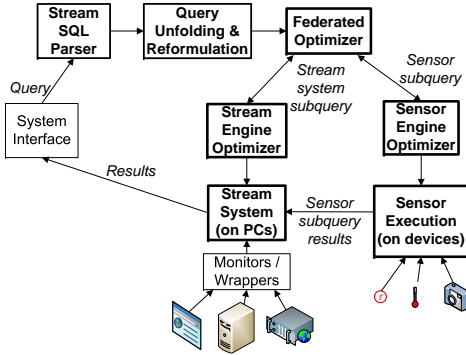 Stream
SQL
Parser
Query
Unfolding &
Reformulation
Federated
Optimizer
Query
Stream
system
subquery
Sensor
subquery
System
Interface
Stream
Engine
Optimizer
Sensor
Engine
Optimizer
Results
Stream
System
(on PCs)
Sensor
subquery
results
Sensor
Execution
(on devices)
Monitors /
Wrappers
r